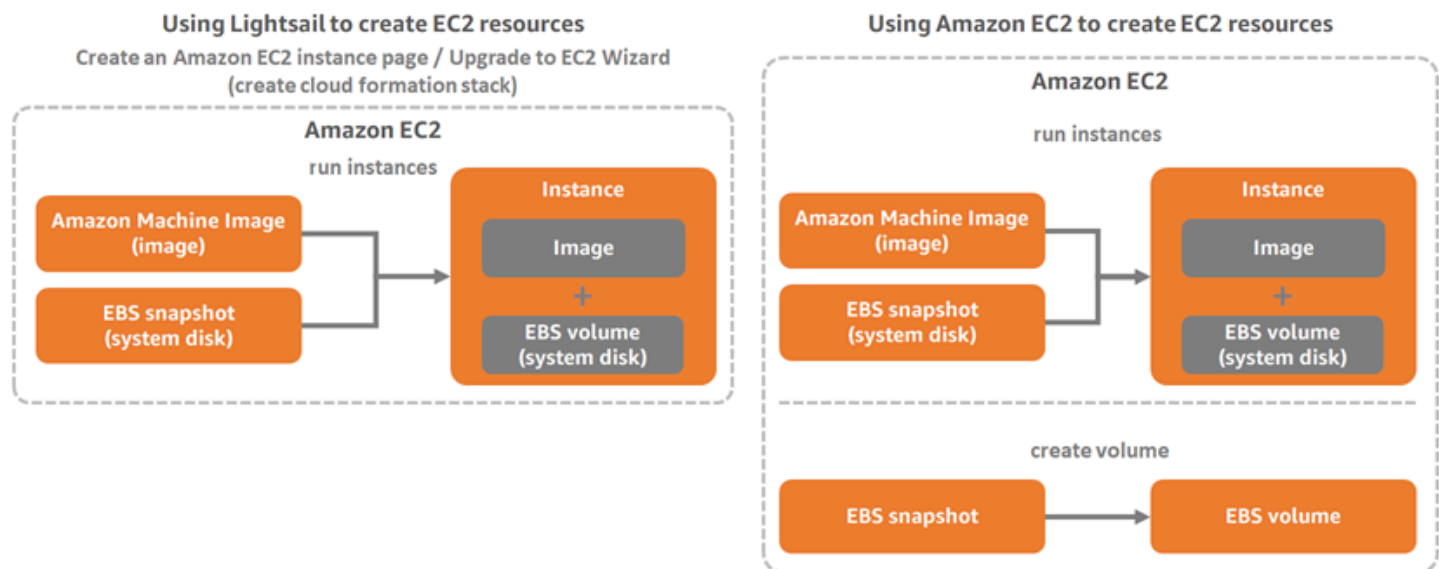 Using Lightsail to create EC2 resources
Create an Amazon EC2 instance page / Upgrade to EC2 Wizard
(create cloud formation stack)
Amazon EC2
run instances
Amazon Machine Image
(image)
EBS snapshot
(system disk)
Instance
Image
+
EBS volume
(system disk)
Using Amazon EC2 to create EC2 resources
Amazon EC2
run instances
Amazon Machine Image
(image)
EBS snapshot
(system disk)
Instance
Image
+
EBS volume
(system disk)
create volume
EBS snapshot
EBS volume